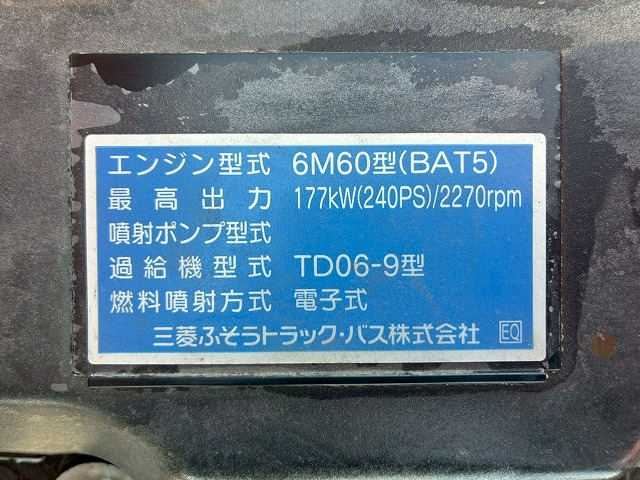 エンジン型式 6M60型(BAT5)
最高出力 177kW(240PS)/2270rpm
噴射ポンプ型式
過給機型式 TD06-9型
燃料噴射方式 電子式
三菱ふそうトラック・バス株式会社 EQ